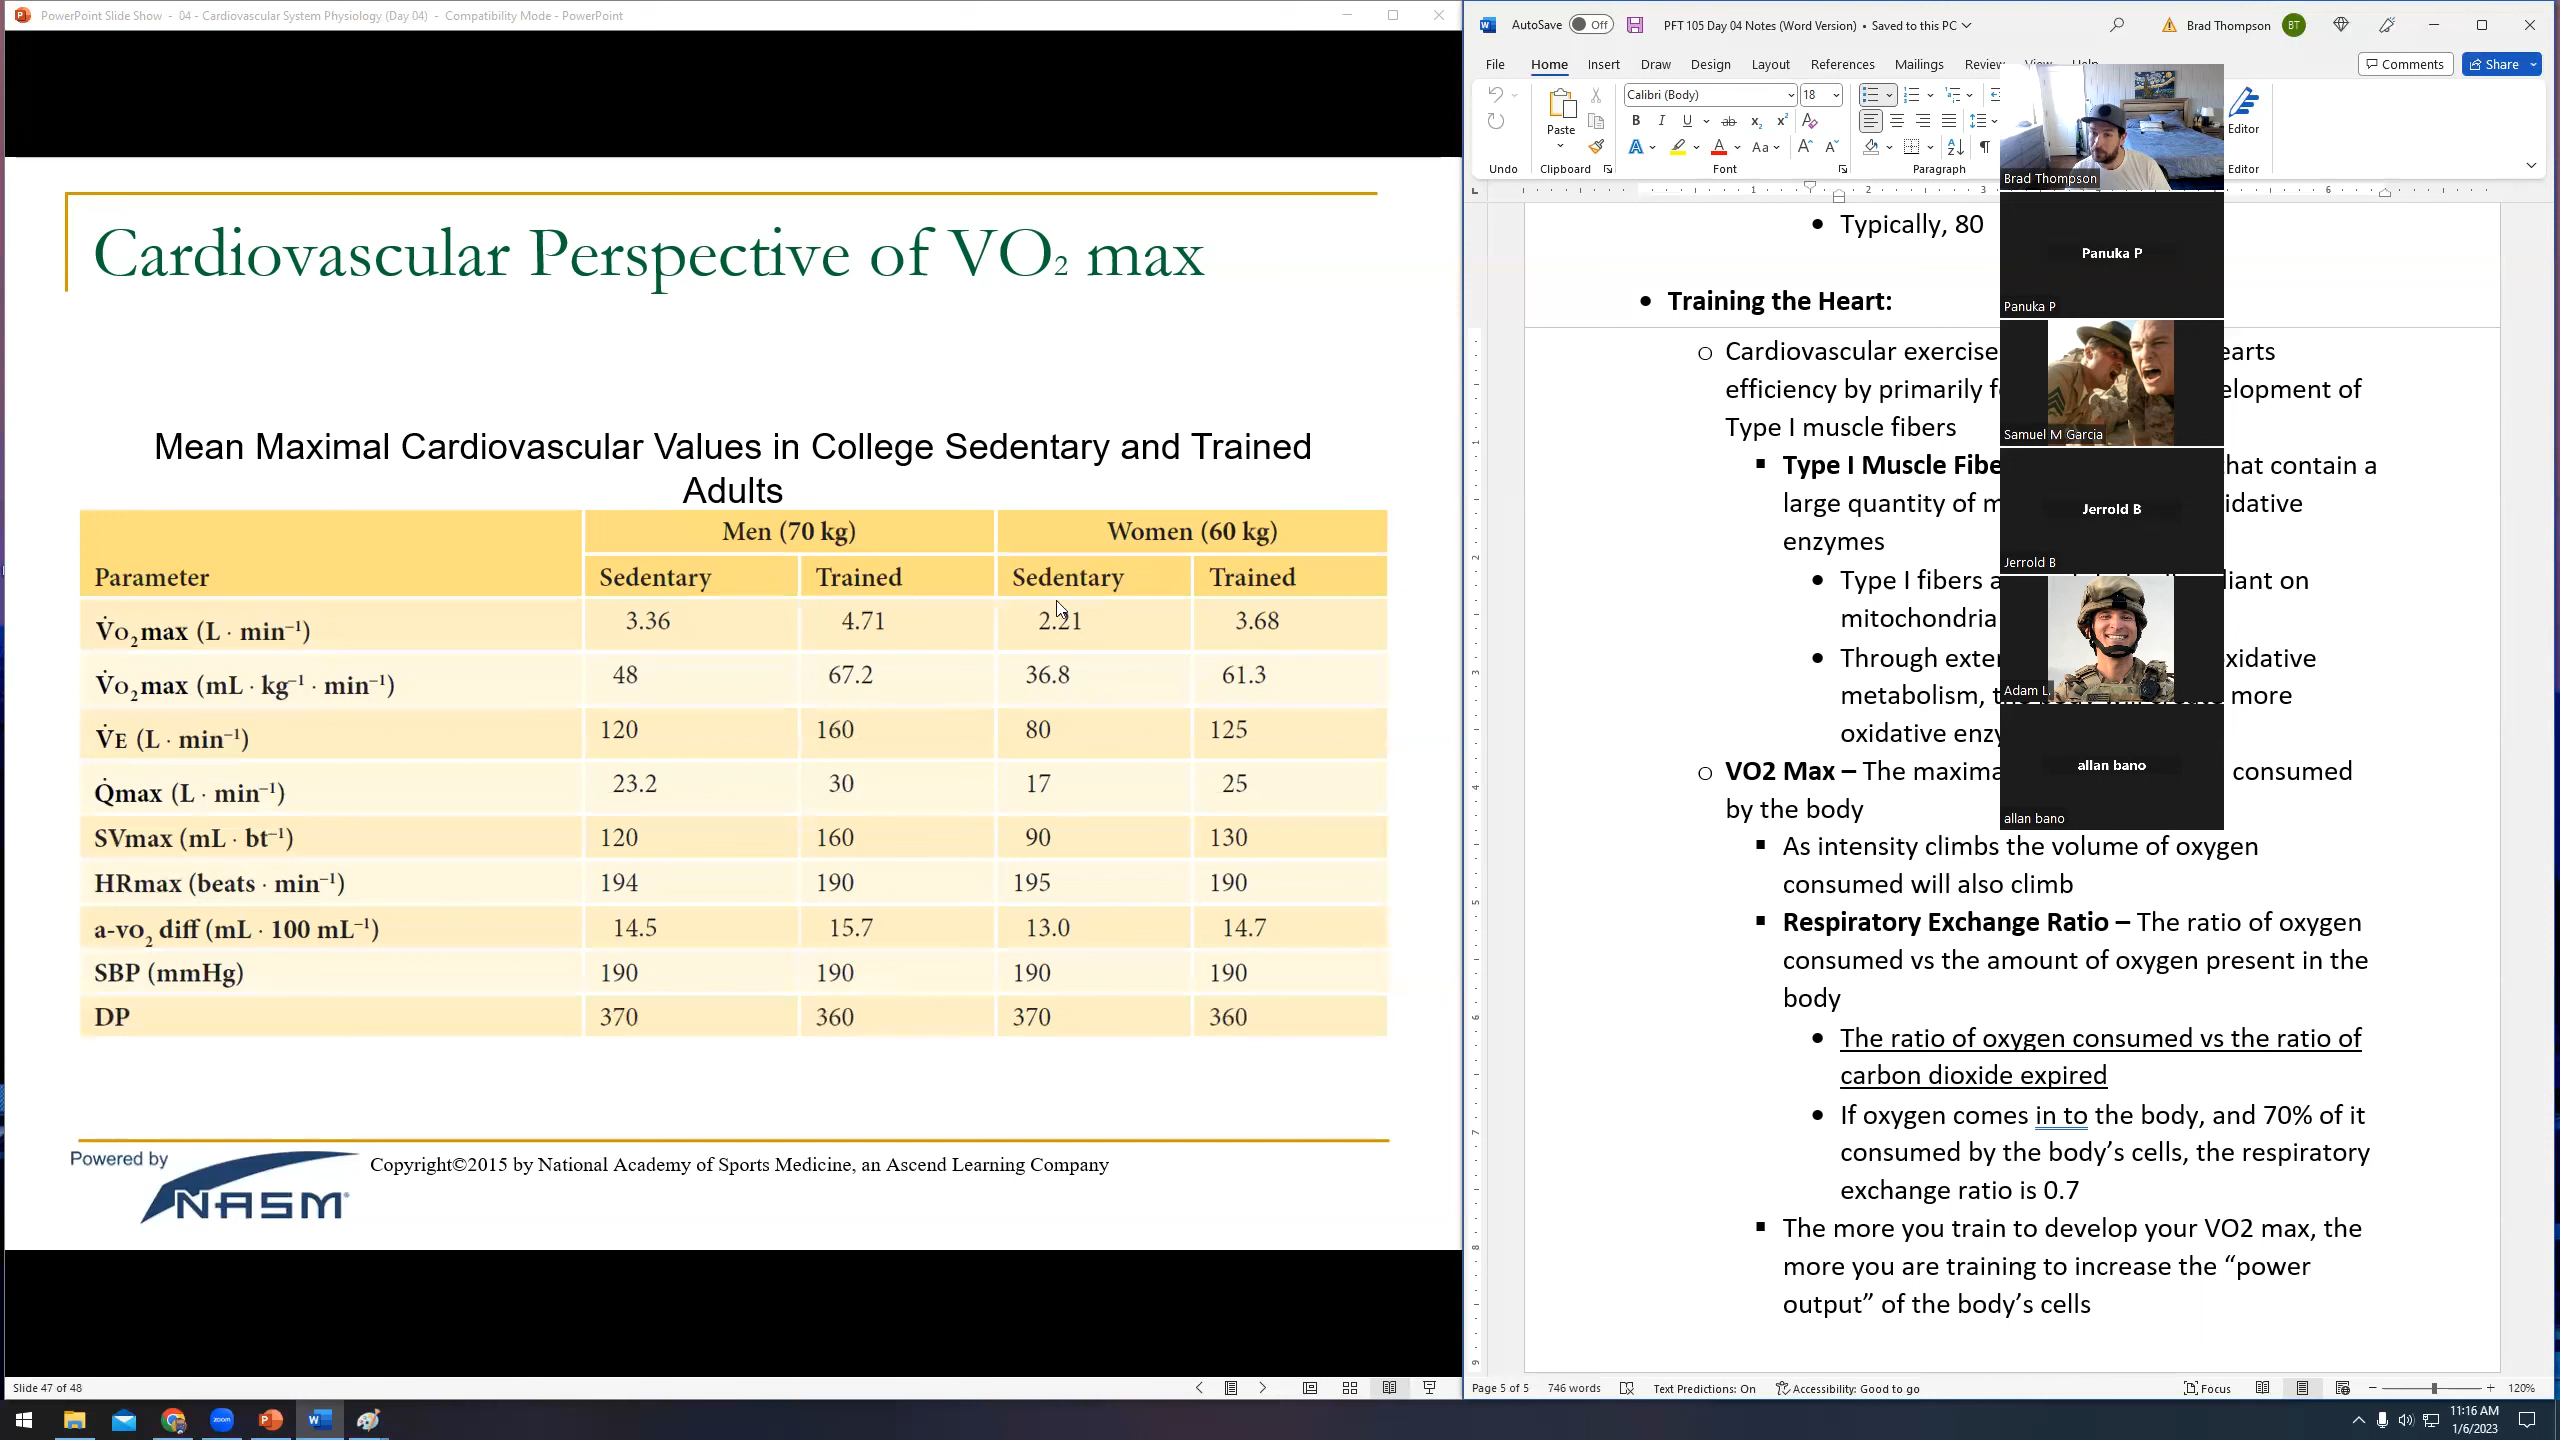 PowerPoint Slide Show - 04 - Cardiovascular System Physiology (Day 04) - Compatibility Mode - PowerPoint
Cardiovascular Perspective of VO2 max
Mean Maximal Cardiovascular Values in College Sedentary and Trained
Adults
Men (70 kg) Women (60 kg)
Parameter Sedentary Trained Sedentary Trained
V̇O2max (L · min–1) 3.36 4.71 2.21 3.68
V̇O2max (mL · kg–1 · min–1) 48 67.2 36.8 61.3
V̇E (L · min–1) 120 160 80 125
Q̇max (L · min–1) 23.2 30 17 25
SVmax (mL · bt–1) 120 160 90 130
HRmax (beats · min–1) 194 190 195 190
a-vO2 diff (mL · 100 mL–1) 14.5 15.7 13.0 14.7
SBP (mmHg) 190 190 190 190
DP 370 360 370 360
Powered by
NASM
Copyright©2015 by National Academy of Sports Medicine, an Ascend Learning Company
Slide 47 of 48
AutoSave Off PFT 105 Day 04 Notes (Word Version) • Saved to this PC Brad Thompson BT
File Home Insert Draw Design Layout References Mailings Review Comments Share
Calibri (Body) 18
Paste Editor
Undo Clipboard Font Paragraph Editor
• Typically, 80
• Training the Heart:
o Cardiovascular exercise earts
efficiency by primarily elopment of
Type I muscle fibers
▪ Type I Muscle Fibe hat contain a
large quantity of idative
enzymes
• Type I fibers liant on
mitochondria
• Through exte xidative
metabolism, more
oxidative enzy
o VO2 Max – The maxima consumed
by the body
▪ As intensity climbs the volume of oxygen
consumed will also climb
▪ Respiratory Exchange Ratio – The ratio of oxygen
consumed vs the amount of oxygen present in the
body
• The ratio of oxygen consumed vs the ratio of
carbon dioxide expired
• If oxygen comes in to the body, and 70% of it
consumed by the body’s cells, the respiratory
exchange ratio is 0.7
▪ The more you train to develop your VO2 max, the
more you are training to increase the “power
output” of the body’s cells
Brad Thompson
Panuka P
Panuka P
Samuel M Garcia
Jerrold B
Jerrold B
Adam L.
allan bano
allan bano
Page 5 of 5 746 words Text Predictions: On Accessibility: Good to go Focus 120%
zoom
11:16 AM
1/6/2023